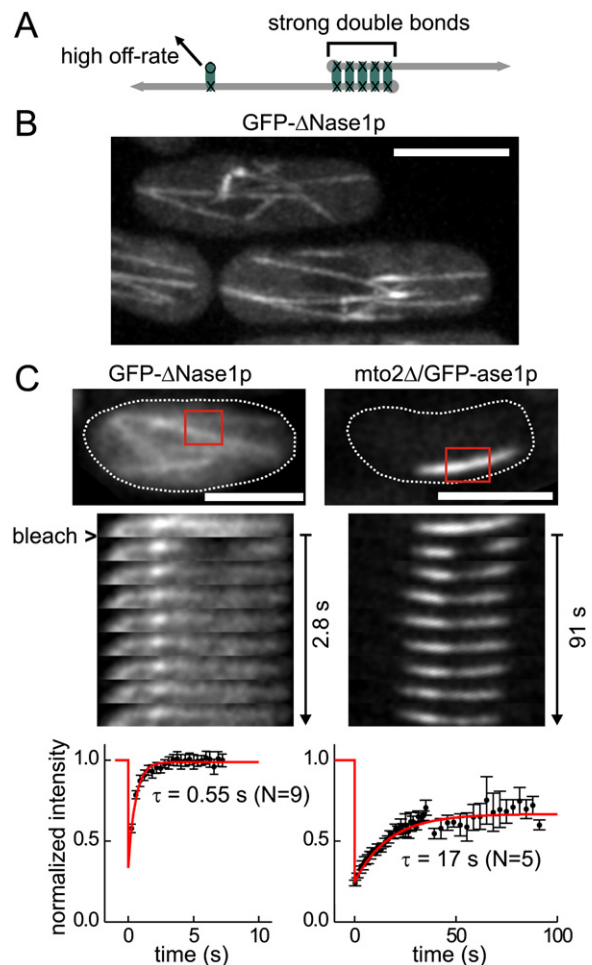 A
strong double bonds
high off-rate
B
GFP-ΔNase1p
C
GFP-ΔNase1p
mto2Δ/GFP-ase1p
bleach >
2.8 s
91 s
normalized intensity
1.0
0.5
0.0
τ = 0.55 s (N=9)
0 5 10
time (s)
1.0
0.5
0.0
τ = 17 s (N=5)
0 50 100
time (s)